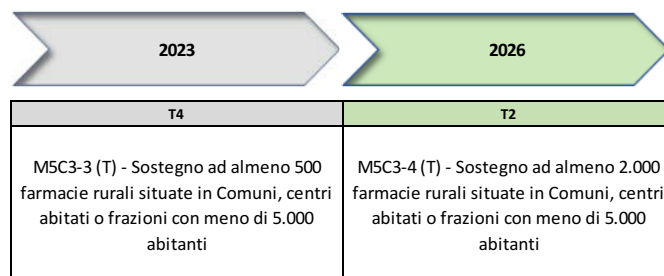 2023
2026
T4
T2
M5C3-3 (T) - Sostegno ad almeno 500
farmacie rurali situate in Comuni, centri
abitati o frazioni con meno di 5.000
abitanti
M5C3-4 (T) - Sostegno ad almeno 2.000
farmacie rurali situate in Comuni, centri
abitati o frazioni con meno di 5.000
abitanti